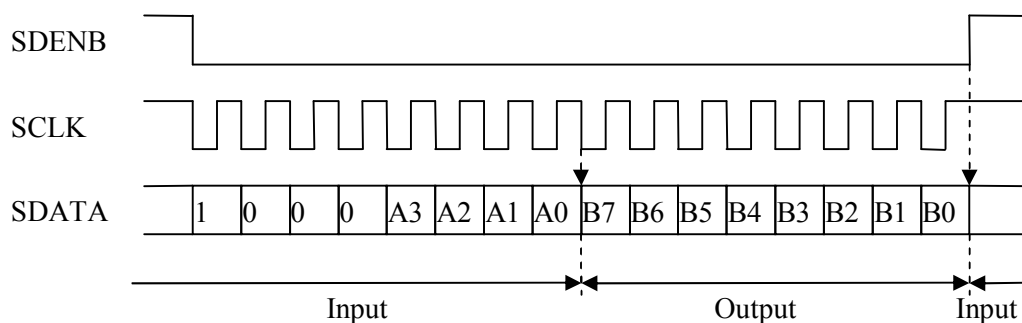 SDENB
SCLK
SDATA 1 0 0 0 A3 A2 A1 A0 B7 B6 B5 B4 B3 B2 B1 B0
Input Output Input